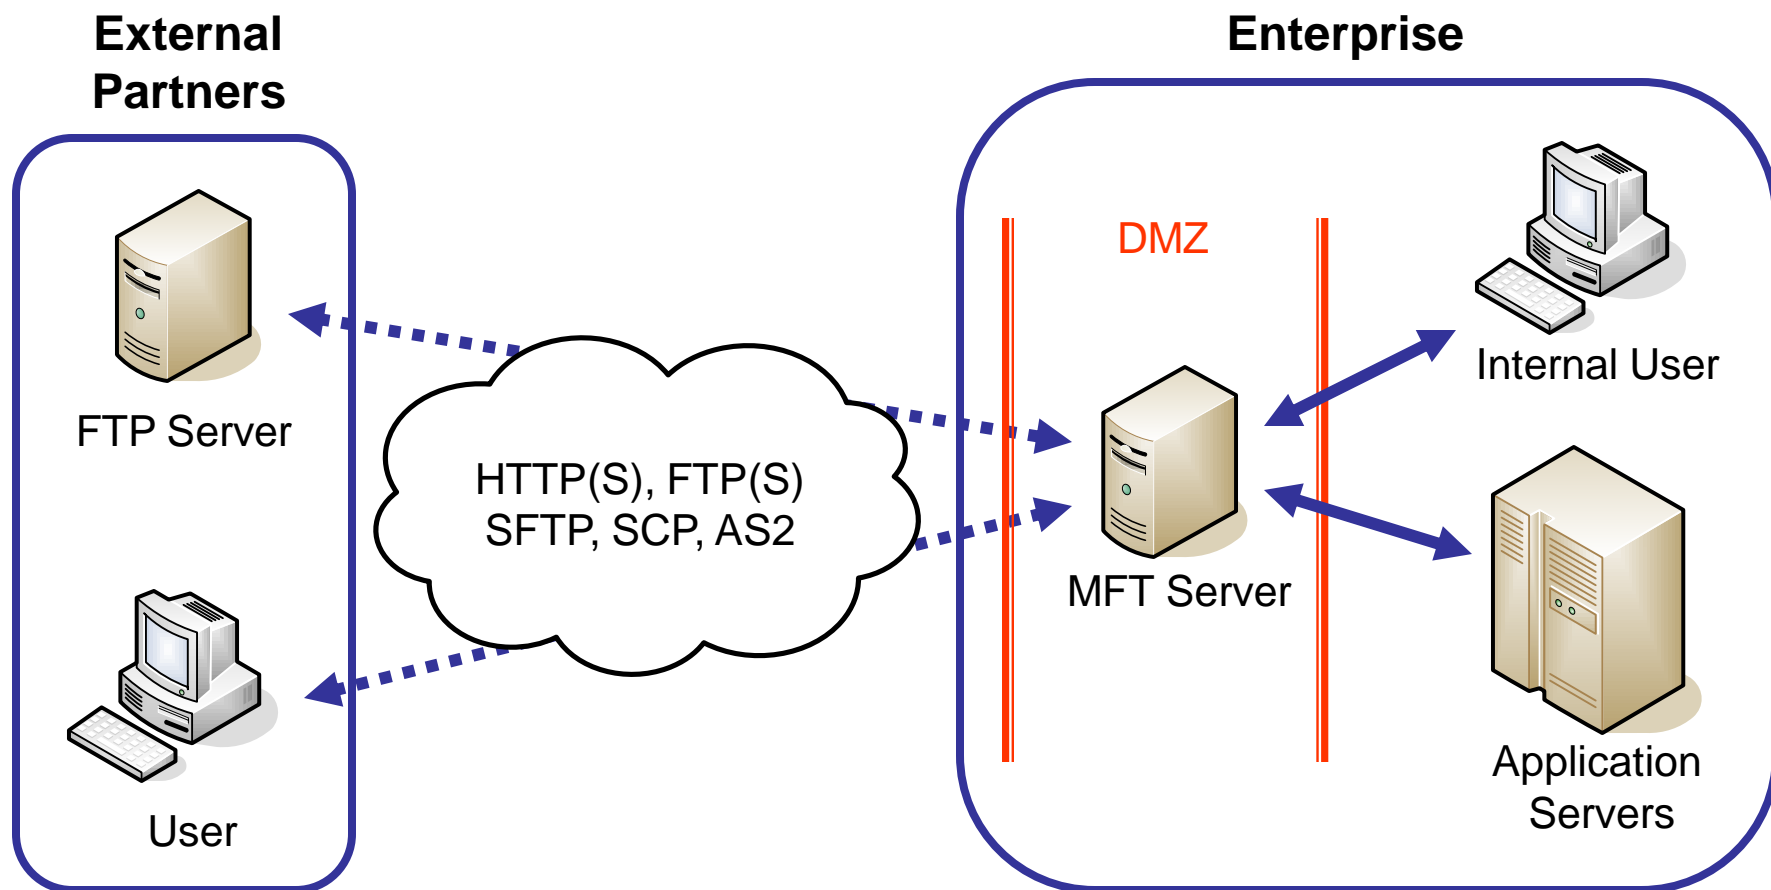 External
Partners
FTP Server
User
HTTP(S), FTP(S)
SFTP, SCP, AS2
Enterprise
DMZ
MFT Server
Internal User
Application
Servers